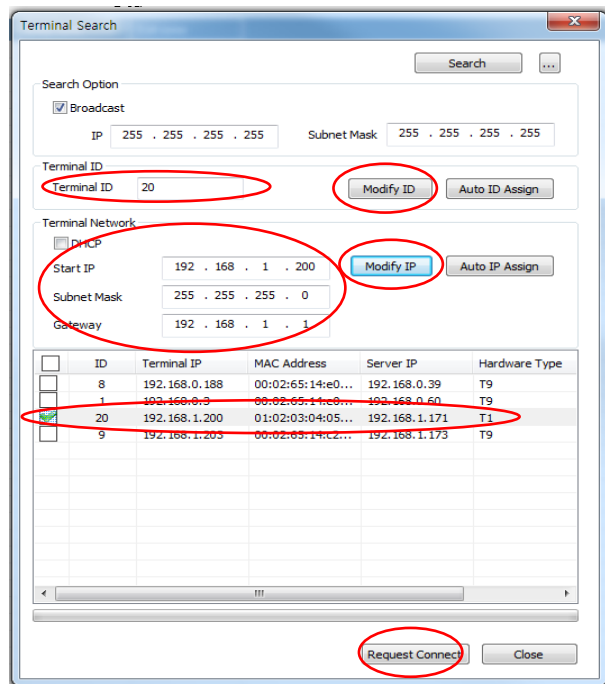 Terminal Search
Search ...
Search Option
Broadcast
IP 255 . 255 . 255 . 255 Subnet Mask 255 . 255 . 255 . 255
Terminal ID
Terminal ID 20 Modify ID Auto ID Assign
Terminal Network
DHCP
Start IP 192 . 168 . 1 . 200 Modify IP Auto IP Assign
Subnet Mask 255 . 255 . 255 . 0
Gateway 192 . 168 . 1 . 1
ID Terminal IP MAC Address Server IP Hardware Type
8 192.168.0.188 00:02:65:14:e0... 192.168.0.39 T9
1 192.168.0.3 00:02:65:14:e0... 192.168.0.60 T9
20 192.168.1.200 01:02:03:04:05... 192.168.1.171 T1
9 192.168.1.203 00:02:65:14:c2... 192.168.1.173 T9
Request Connect Close